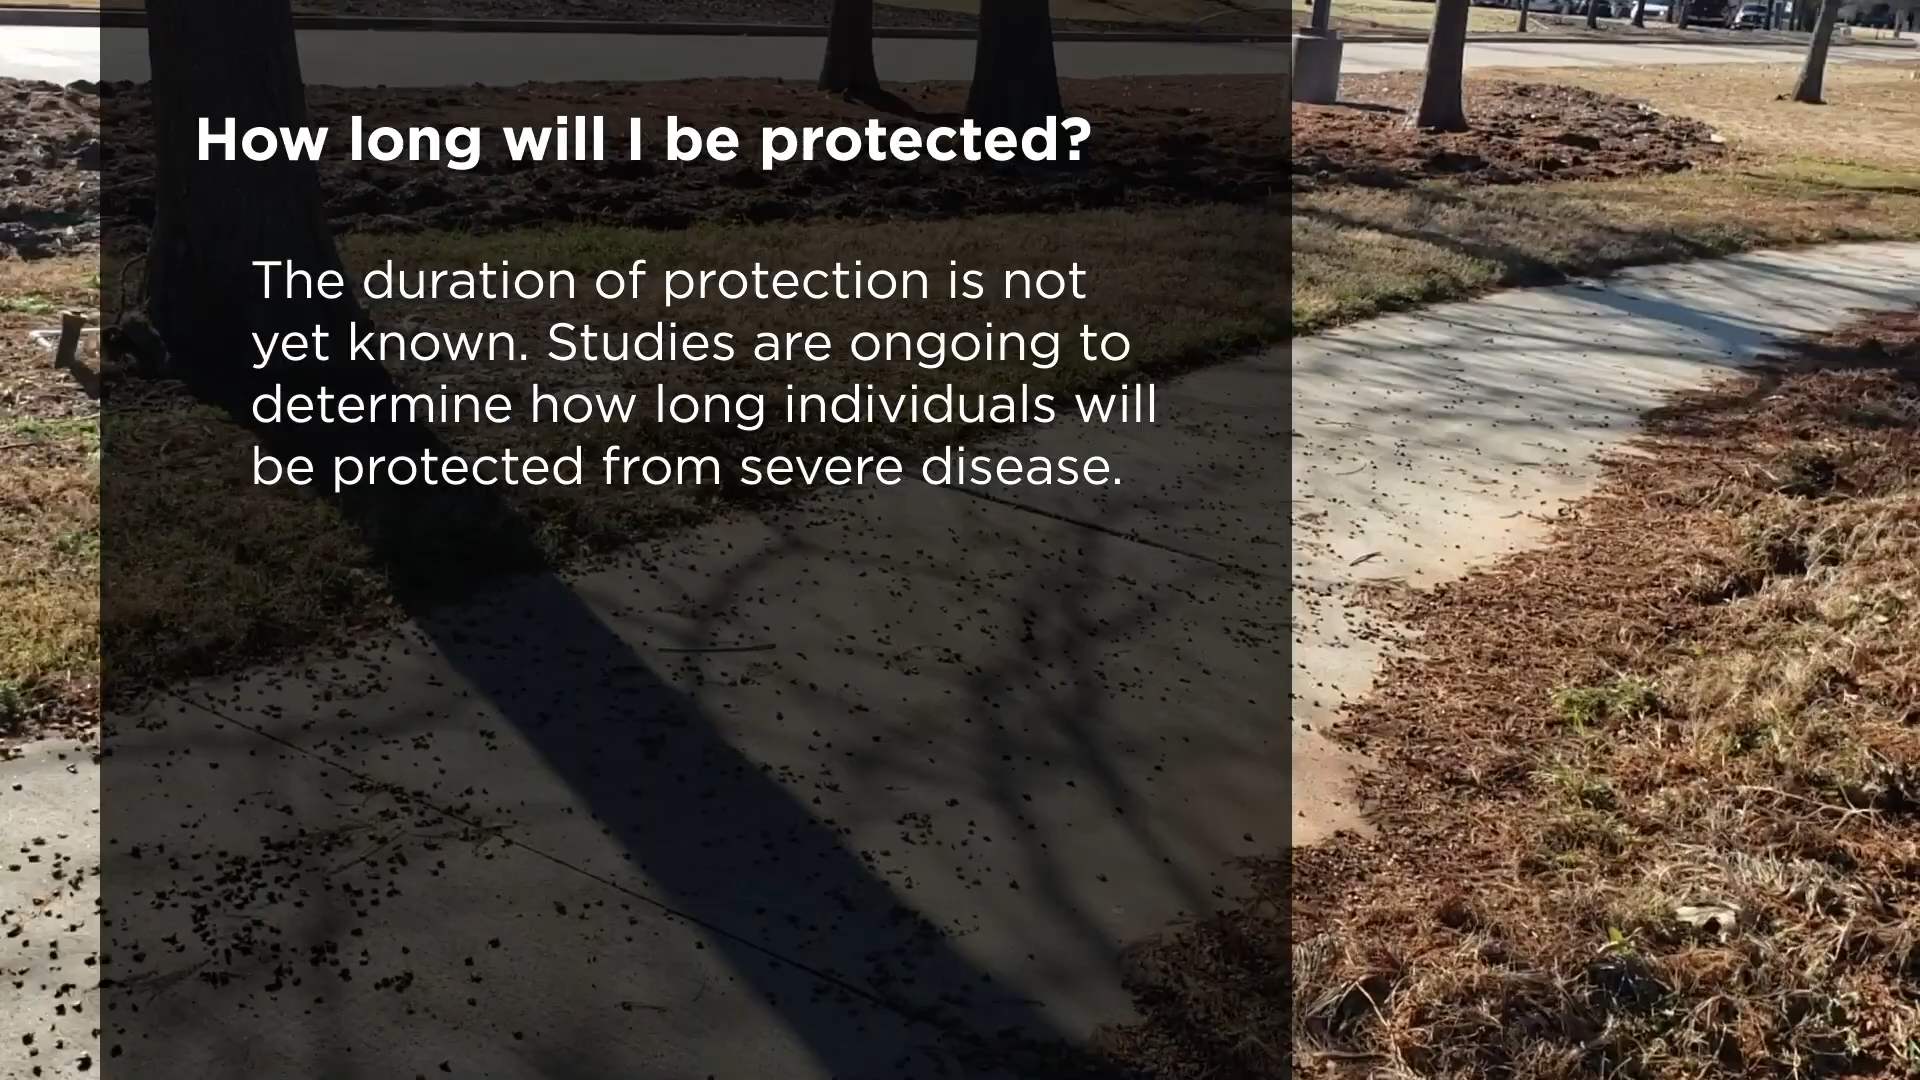 How long will I be protected?
The duration of protection is not
yet known. Studies are ongoing to
determine how long individuals will
be protected from severe disease.